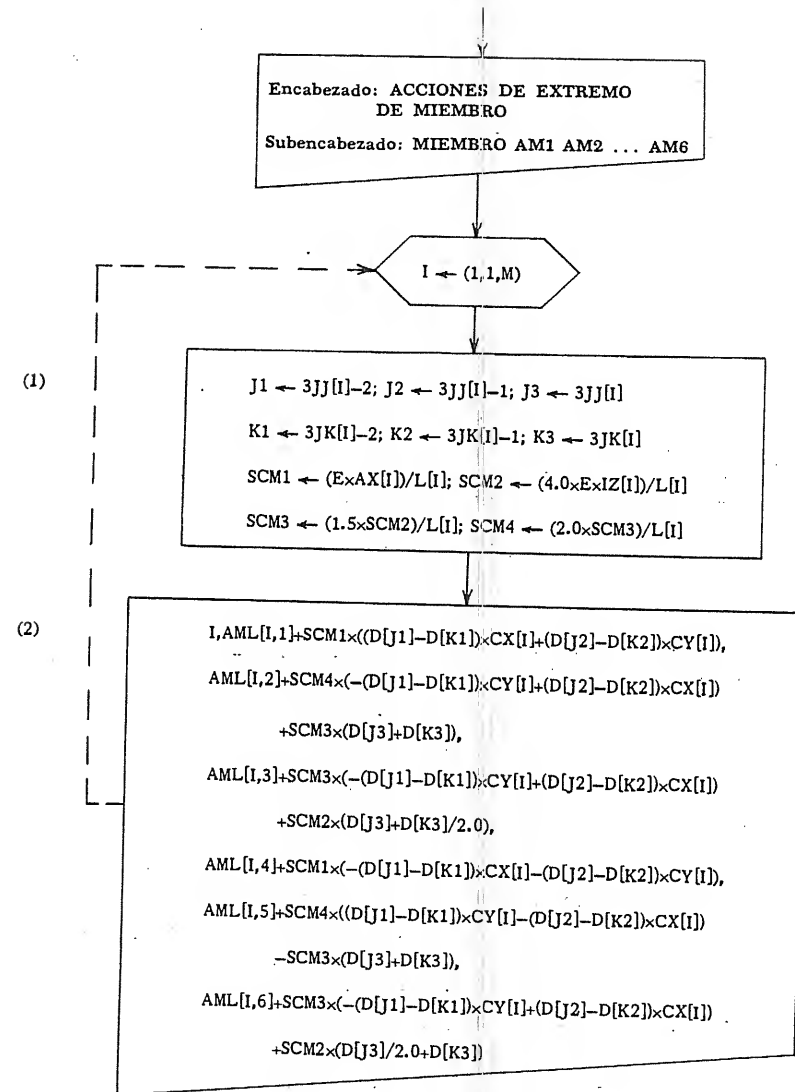 Encabezado: ACCIONES DE EXTREMO
DE MIEMBRO
Subencabezado: MIEMBRO AM1 AM2 ... AM6
I ← (1,1,M)
(1)
J1 ← 3JJ[I]–2; J2 ← 3JJ[I]–1; J3 ← 3JJ[I]
K1 ← 3JK[I]–2; K2 ← 3JK[I]–1; K3 ← 3JK[I]
SCM1 ← (E×AX[I])/L[I]; SCM2 ← (4.0×E×IZ[I])/L[I]
SCM3 ← (1.5×SCM2)/L[I]; SCM4 ← (2.0×SCM3)/L[I]
(2)
I,AML[I,1]+SCM1×((D[J1]–D[K1])×CX[I]+(D[J2]–D[K2])×CY[I]),
AML[I,2]+SCM4×(–(D[J1]–D[K1])×CY[I]+(D[J2]–D[K2])×CX[I])
+SCM3×(D[J3]+D[K3]),
AML[I,3]+SCM3×(–(D[J1]–D[K1])×CY[I]+(D[J2]–D[K2])×CX[I])
+SCM2×(D[J3]+D[K3]/2.0),
AML[I,4]+SCM1×(–(D[J1]–D[K1])×CX[I]–(D[J2]–D[K2])×CY[I]),
AML[I,5]+SCM4×((D[J1]–D[K1])×CY[I]–(D[J2]–D[K2])×CX[I])
–SCM3×(D[J3]+D[K3]),
AML[I,6]+SCM3×(–(D[J1]–D[K1])×CY[I]+(D[J2]–D[K2])×CX[I])
+SCM2×(D[J3]/2.0+D[K3])